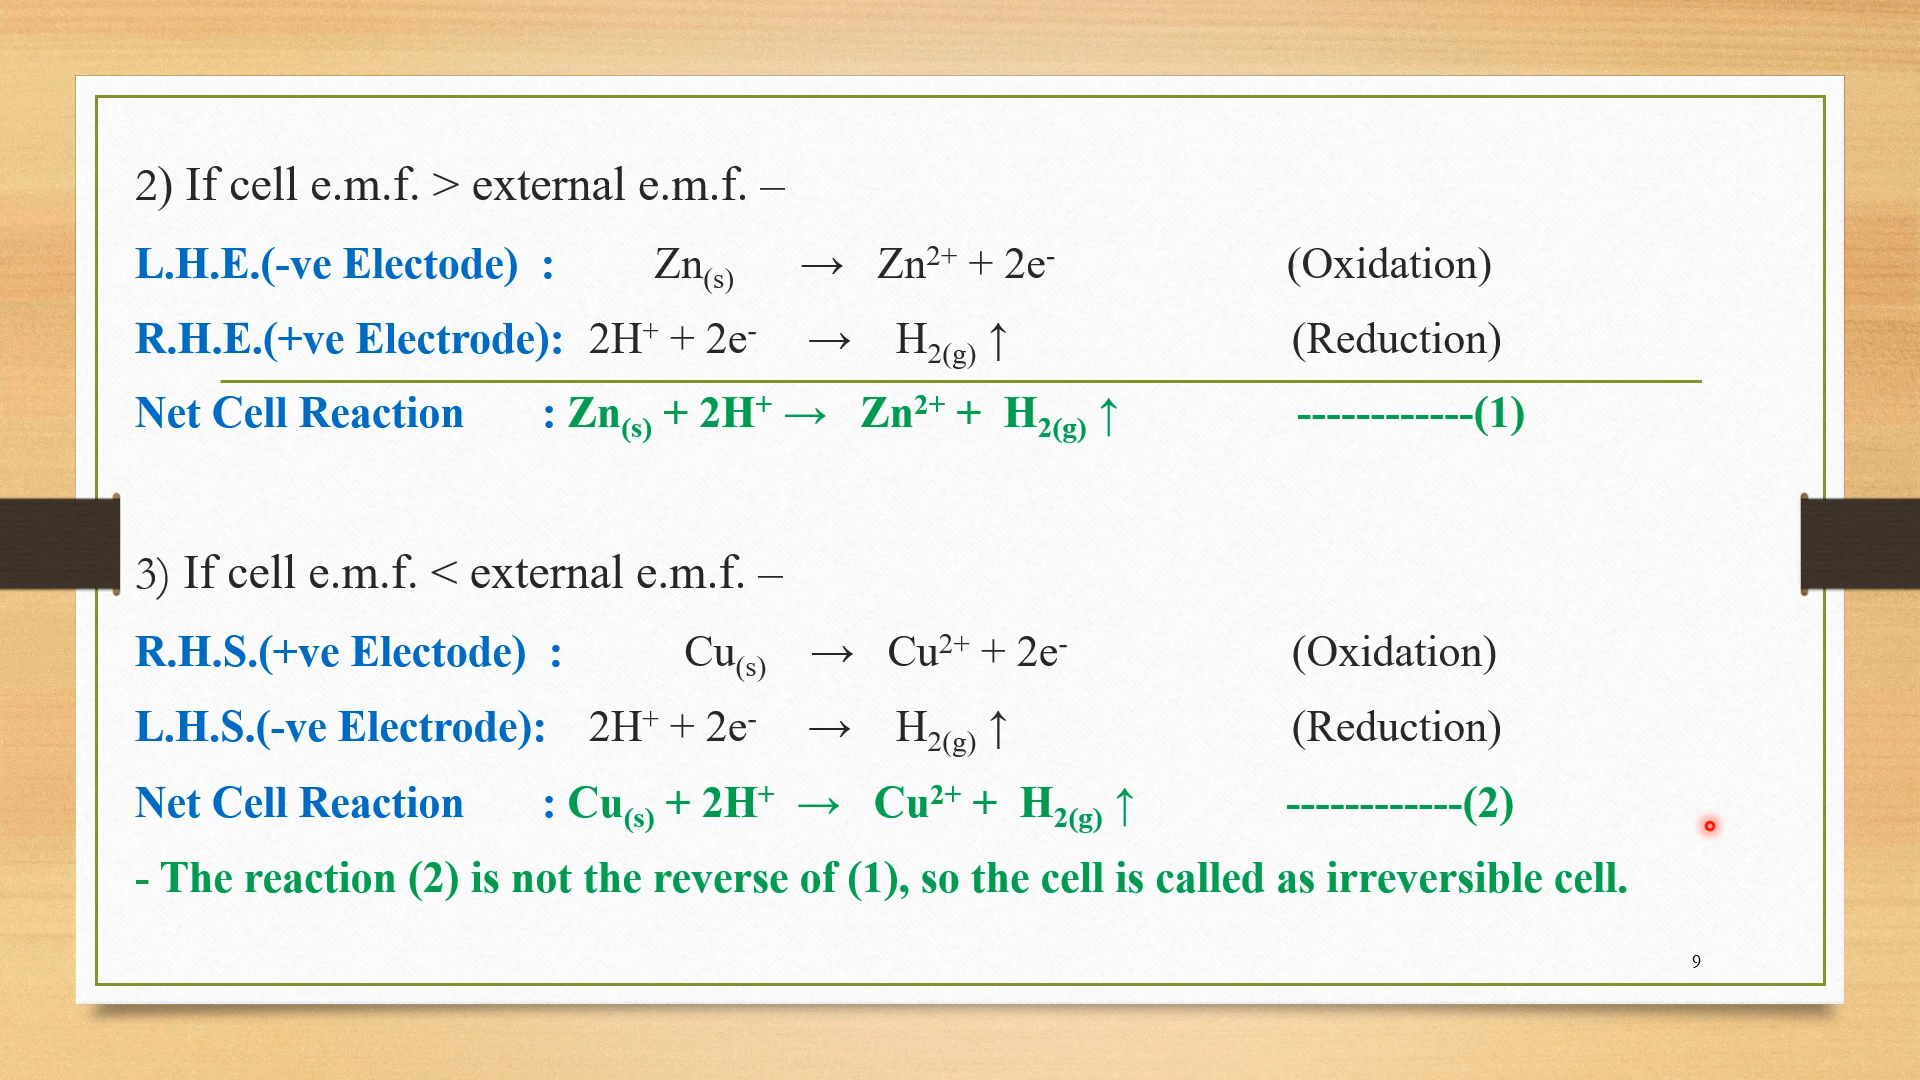 2) If cell e.m.f. > external e.m.f. –
L.H.E.(-ve Electode) : Zn(s) → Zn²⁺ + 2e⁻ (Oxidation)
R.H.E.(+ve Electrode): 2H⁺ + 2e⁻ → H₂(g) ↑ (Reduction)
Net Cell Reaction : Zn(s) + 2H⁺ → Zn²⁺ + H₂(g) ↑ ------------(1)
3) If cell e.m.f. < external e.m.f. –
R.H.S.(+ve Electode) : Cu(s) → Cu²⁺ + 2e⁻ (Oxidation)
L.H.S.(-ve Electrode): 2H⁺ + 2e⁻ → H₂(g) ↑ (Reduction)
Net Cell Reaction : Cu(s) + 2H⁺ → Cu²⁺ + H₂(g) ↑ ------------(2)
- The reaction (2) is not the reverse of (1), so the cell is called as irreversible cell.
9